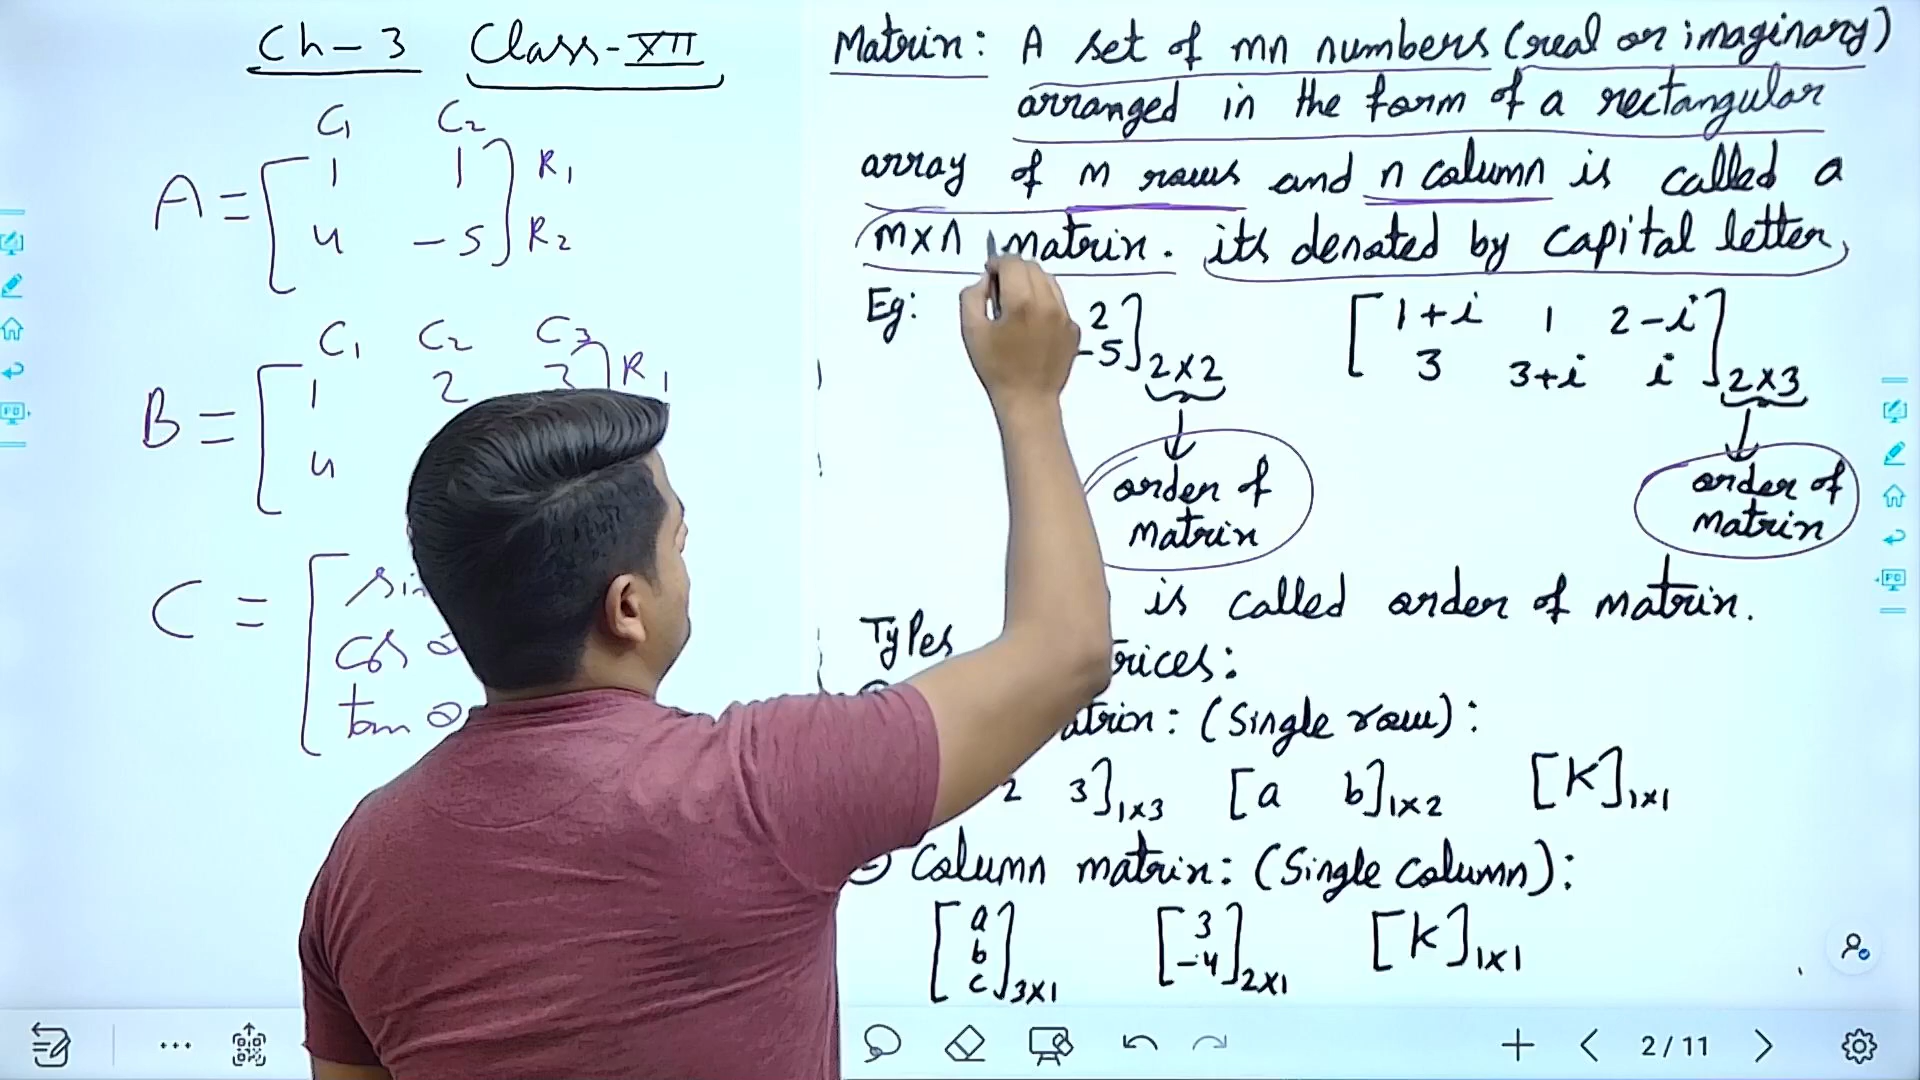 Ch-3 Class-XII
C1 C2
A = [ 1 1 ] R1
4 -5 R2
C1 C2 C3
B = [ 1 2 3 ] R1
4
C = [ sin
cos θ
tan θ
Matrix: A set of mn numbers (real or imaginary)
arranged in the form of a rectangular
array of m rows and n column is called a
m×n matrix. its denoted by capital letter,
Eg: 2 ] [ 1+i 1 2-i ]
-5 2×2 3 3+i i 2×3
order of matrix order of matrix
is called order of matrix.
Types rices:
atrix: (Single row):
2 3]1×3 [a b]1×2 [K]1×1
Column matrix: (Single column):
[ a b c ]3×1 [ 3 -4 ]2×1 [K]1×1
2/11